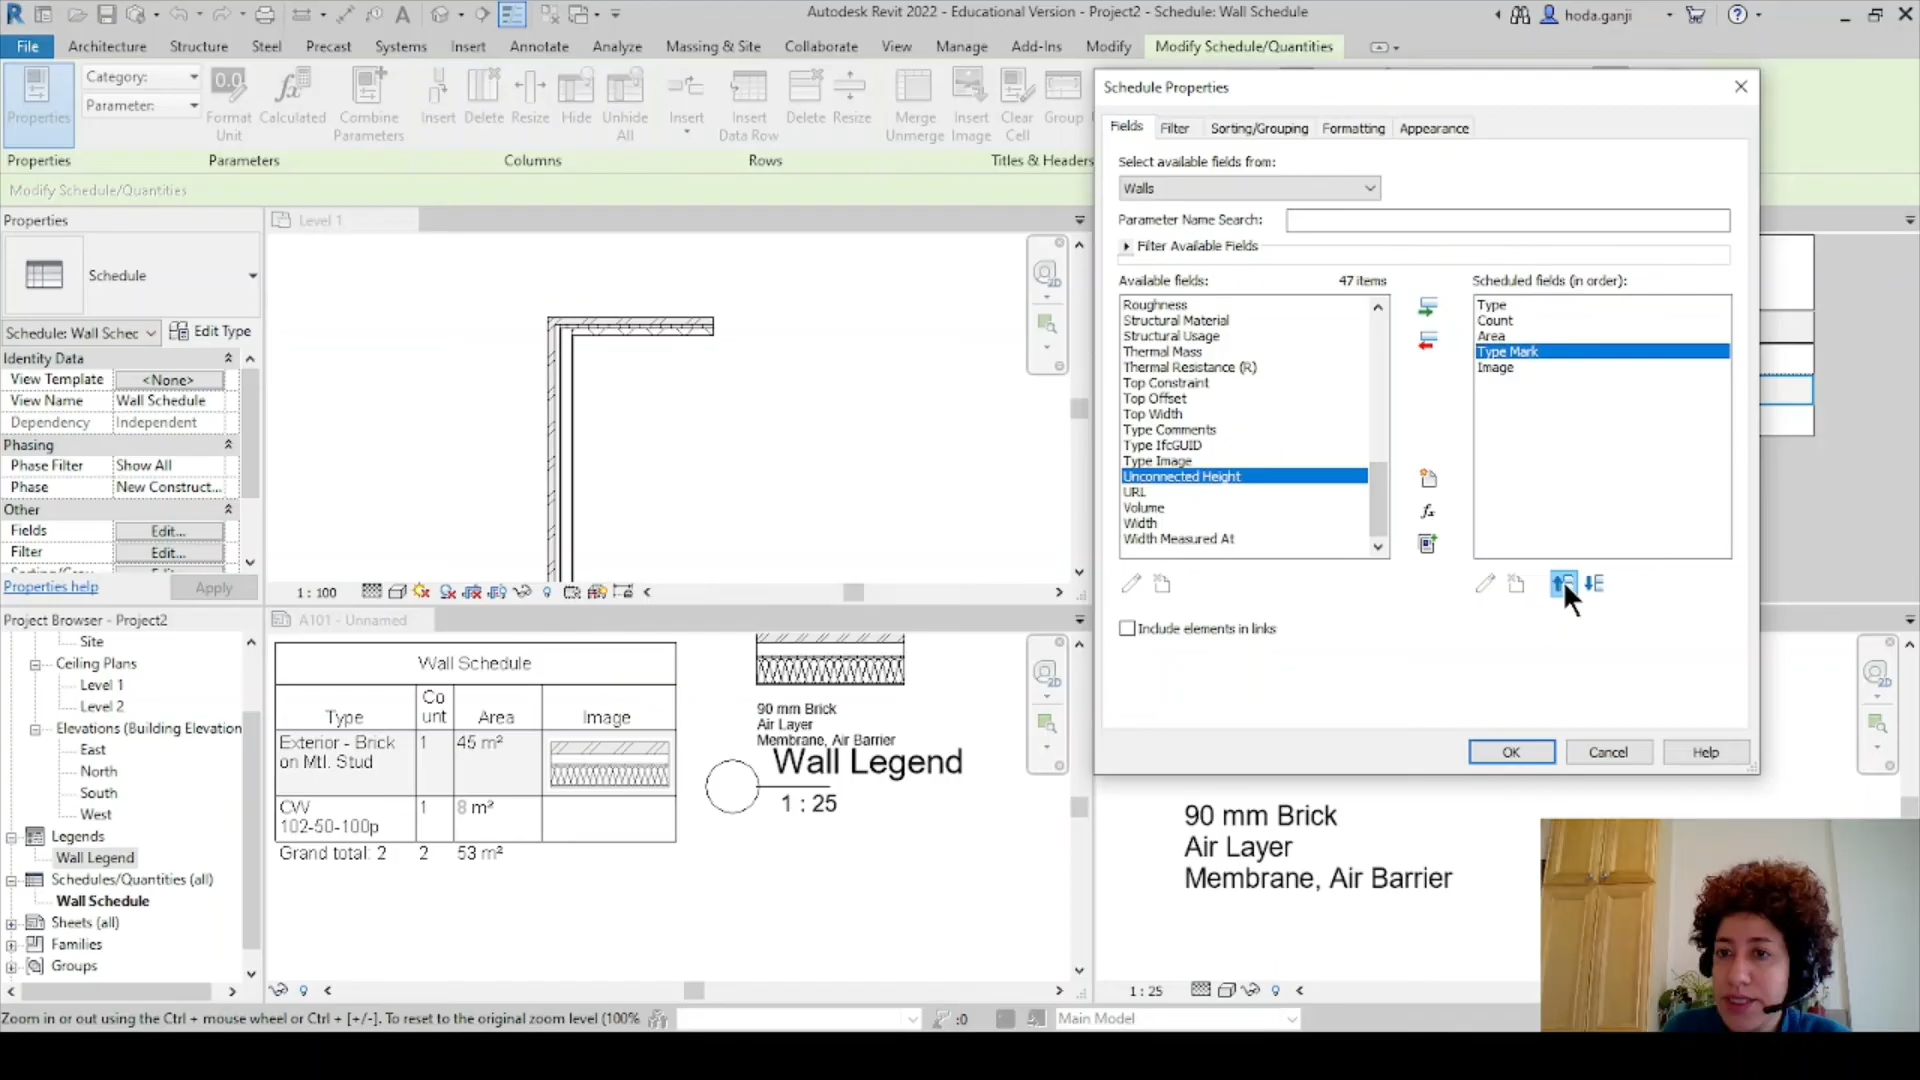 Autodesk Revit 2022 - Educational Version - Project2 - Schedule: Wall Schedule
hoda.ganji
File Architecture Structure Steel Precast Systems Insert Annotate Analyze Massing & Site Collaborate View Manage Add-Ins Modify Modify Schedule/Quantities
Properties
Category:
Parameter:
Format Unit
Calculated
Combine Parameters
Insert
Delete
Resize
Hide
Unhide All
Insert
Insert Data Row
Delete
Resize
Merge Unmerge
Insert Image
Clear Cell
Group
Properties Parameters Columns Rows Titles & Headers
Modify Schedule/Quantities
Properties
Schedule
Schedule: Wall Schec
Edit Type
Identity Data
View Template <None>
View Name Wall Schedule
Dependency Independent
Phasing
Phase Filter Show All
Phase New Construct...
Other
Fields Edit...
Filter Edit...
Properties help
Apply
Project Browser - Project2
Site
Ceiling Plans
Level 1
Level 2
Elevations (Building Elevation
East
North
South
West
Legends
Wall Legend
Schedules/Quantities (all)
Wall Schedule
Sheets (all)
Families
Groups
Level 1
1 : 100
A101 - Unnamed
Wall Schedule
Type Co unt Area Image
Exterior - Brick on Mtl. Stud 1 45 m²
CW 102-50-100p 1 8 m²
Grand total: 2 2 53 m²
90 mm Brick
Air Layer
Membrane, Air Barrier
Wall Legend
1 : 25
Schedule Properties
Fields Filter Sorting/Grouping Formatting Appearance
Select available fields from:
Walls
Parameter Name Search:
Filter Available Fields
Available fields: 47 items
Roughness
Structural Material
Structural Usage
Thermal Mass
Thermal Resistance (R)
Top Constraint
Top Offset
Top Width
Type Comments
Type IfcGUID
Type Image
Unconnected Height
URL
Volume
Width
Width Measured At
Scheduled fields (in order):
Type
Count
Area
Type Mark
Image
Include elements in links
OK Cancel Help
90 mm Brick
Air Layer
Membrane, Air Barrier
1 : 25
Zoom in or out using the Ctrl + mouse wheel or Ctrl + [+/-]. To reset to the original zoom level (100%
:0
Main Model